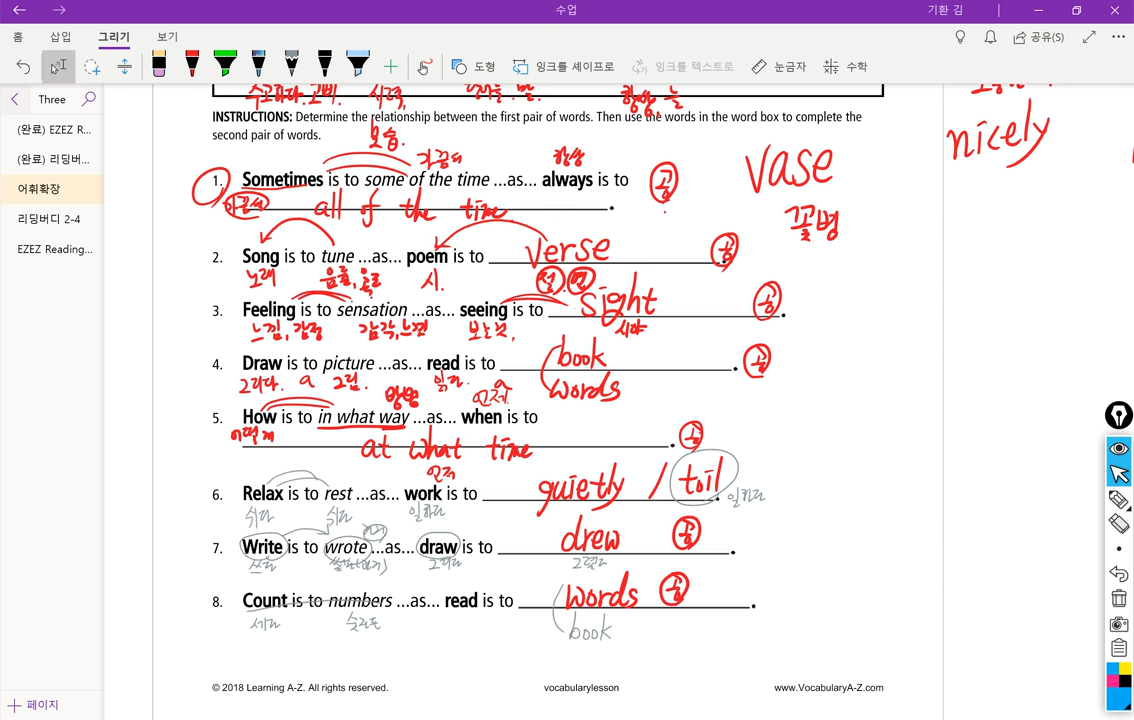 수업
기환 김
홈 삽입 그리기 보기
공유(S)
도형 잉크를 셰이프로 잉크를 텍스트로 눈금자 수학
Three
(완료) EZEZ R...
(완료) 리딩버...
어휘확장
리딩버디 2-4
EZEZ Reading...
페이지
INSTRUCTIONS: Determine the relationship between the first pair of words. Then use the words in the word box to complete the
second pair of words.
nicely
vase
꽃병
1. Sometimes is to some of the time ...as... always is to
all of the time.
2. Song is to tune ...as... poem is to verse
노래 음률, 시.
3. Feeling is to sensation ...as... seeing is to sight.
느낌, 감정 감각, 보는것, 시야
4. Draw is to picture ...as... read is to book.
그리다. a 그림. 읽다. a words
5. How is to in what way ...as... when is to
어떻게
at what time.
언제
6. Relax is to rest ...as... work is to quietly / toil.
쉬다 쉬다 일하다 일하다
7. Write is to wrote ...as... draw is to drew.
쓰다 그리다 그렸다
8. Count is to numbers ...as... read is to words.
세다 숫자를 book
© 2018 Learning A-Z. All rights reserved. vocabularylesson www.VocabularyA-Z.com